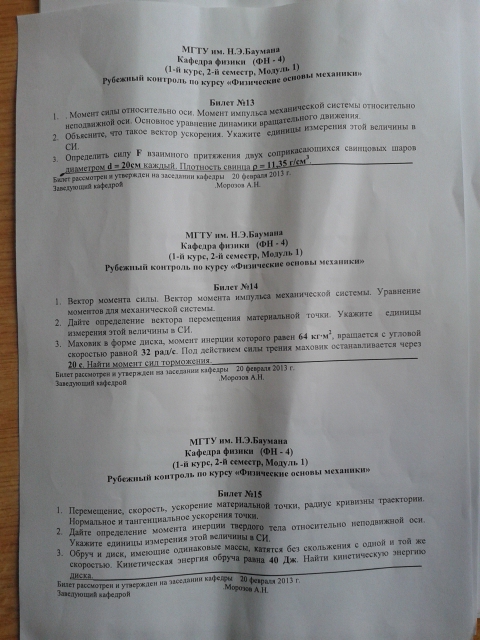 МГТУ им. Н.Э.Баумана
Кафедра физики (ФН - 4)
(1-й курс, 2-й семестр, Модуль 1)
Рубежный контроль по курсу «Физические основы механики»
Билет №13
1. . Момент силы относительно оси. Момент импульса механической системы относительно
неподвижной оси. Основное уравнение динамики вращательного движения.
2. Объясните, что такое вектор ускорения. Укажите единицы измерения этой величины в
СИ.
3. Определить силу F взаимного притяжения двух соприкасающихся свинцовых шаров
диаметром d = 20см каждый. Плотность свинца ρ = 11,35 г/см³
Билет рассмотрен и утвержден на заседании кафедры 20 февраля 2013 г.
Заведующий кафедрой .Морозов А.Н.
МГТУ им. Н.Э.Баумана
Кафедра физики (ФН - 4)
(1-й курс, 2-й семестр, Модуль 1)
Рубежный контроль по курсу «Физические основы механики»
Билет №14
1. Вектор момента силы. Вектор момента импульса механической системы. Уравнение
моментов для механической системы.
2. Дайте определение вектора перемещения материальной точки. Укажите единицы
измерения этой величины в СИ.
3. Маховик в форме диска, момент инерции которого равен 64 кг·м², вращается с угловой
скоростью равной 32 рад/с. Под действием силы трения маховик останавливается через
20 с. Найти момент сил торможения.
Билет рассмотрен и утвержден на заседании кафедры 20 февраля 2013 г.
Заведующий кафедрой .Морозов А.Н.
МГТУ им. Н.Э.Баумана
Кафедра физики (ФН - 4)
(1-й курс, 2-й семестр, Модуль 1)
Рубежный контроль по курсу «Физические основы механики»
Билет №15
1. Перемещение, скорость, ускорение материальной точки, радиус кривизны траектории.
Нормальное и тангенциальное ускорения точки.
2. Дайте определение момента инерции твердого тела относительно неподвижной оси.
Укажите единицы измерения этой величины в СИ.
3. Обруч и диск, имеющие одинаковые массы, катятся без скольжения с одной и той же
скоростью. Кинетическая энергия обруча равна 40 Дж. Найти кинетическую энергию
диска.
Билет рассмотрен и утвержден на заседании кафедры 20 февраля 2013 г.
Заведующий кафедрой .Морозов А.Н.